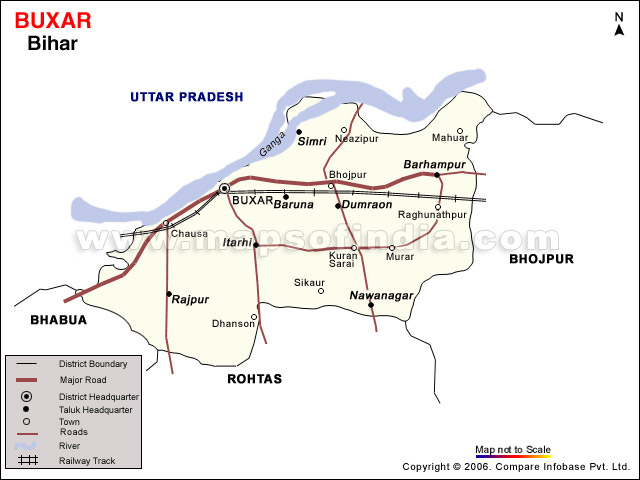 BUXAR
Bihar
N
UTTAR PRADESH
Ganga
Simri
Neazipur
Mahuar
Barhampur
Bhojpur
BUXAR
Baruna
Dumraon
Raghunathpur
Chausa
www.mapsofindia.com
Itarhi
Kuran
Sarai
Murar
BHOJPUR
Sikaur
Rajpur
Nawanagar
BHABUA
Dhanson
ROHTAS
District Boundary
Major Road
District Headquarter
Taluk Headquarter
Town
Roads
River
Railway Track
Map not to Scale
Copyright © 2006. Compare Infobase Pvt. Ltd.